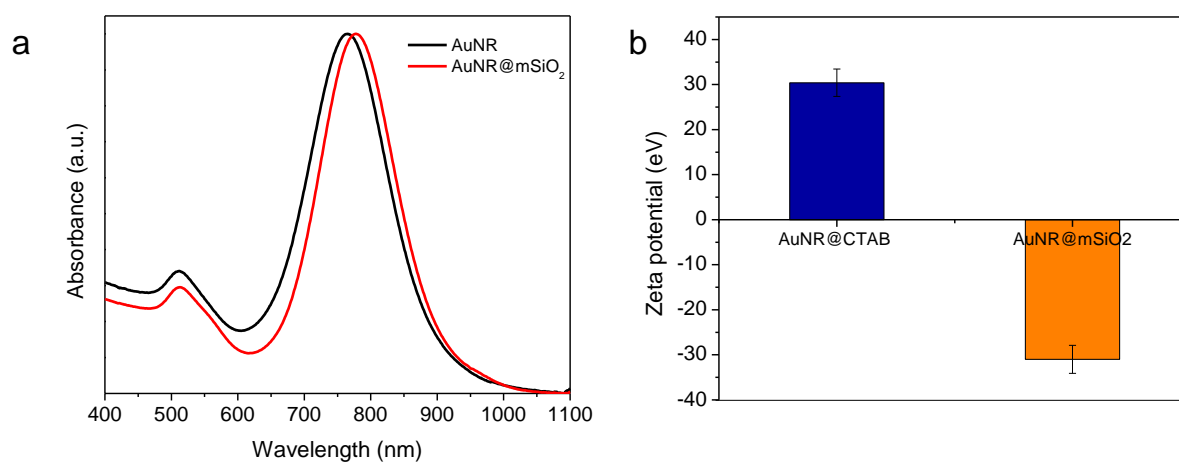 a
AuNR
AuNR@mSiO₂
Absorbance (a.u.)
400 500 600 700 800 900 1000 1100
Wavelength (nm)
b
40
30
20
10
0
-10
-20
-30
-40
Zeta potential (eV)
AuNR@CTAB
AuNR@mSiO2